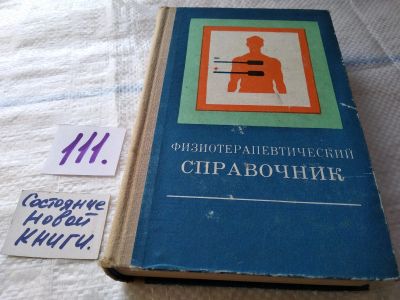 ФИЗИОТЕРАПЕВТИЧЕСКИЙ
СПРАВОЧНИК
111.
Состояние
новой
книги.